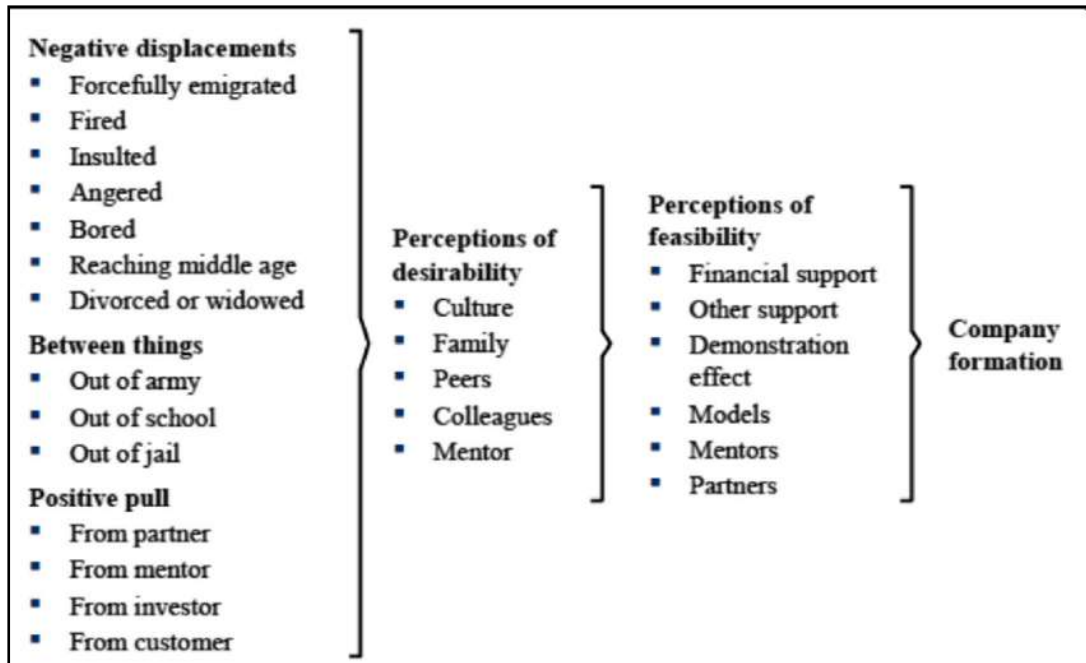 Negative displacements
▪ Forcefully emigrated
▪ Fired
▪ Insulted
▪ Angered
▪ Bored
▪ Reaching middle age
▪ Divorced or widowed
Between things
▪ Out of army
▪ Out of school
▪ Out of jail
Positive pull
▪ From partner
▪ From mentor
▪ From investor
▪ From customer
Perceptions of
desirability
▪ Culture
▪ Family
▪ Peers
▪ Colleagues
▪ Mentor
Perceptions of
feasibility
▪ Financial support
▪ Other support
▪ Demonstration
effect
▪ Models
▪ Mentors
▪ Partners
Company
formation